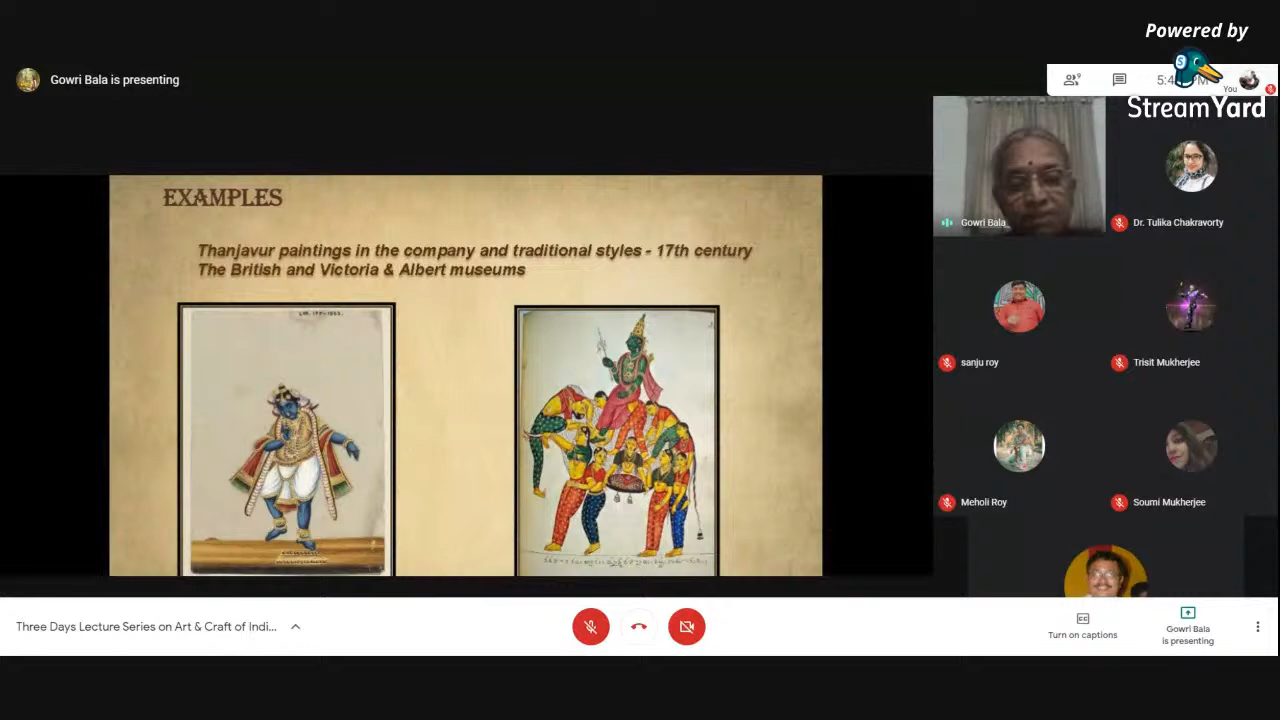 Powered by
StreamYard
Gowri Bala is presenting
You
EXAMPLES
Thanjavur paintings in the company and traditional styles - 17th century
The British and Victoria & Albert museums
Gowri Bala
Dr. Tulika Chakravorty
sanju roy
Trisit Mukherjee
Meholi Roy
Soumi Mukherjee
Three Days Lecture Series on Art & Craft of Indi...
Turn on captions
Gowri Bala
is presenting